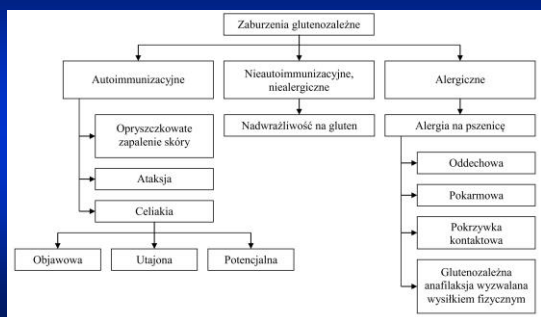 Zaburzenia glutenozależne
Autoimmunizacyjne
Nieautoimmunizacyjne,
niealergiczne
Alergiczne
Opryszczkowate
zapalenie skóry
Ataksja
Celiakia
Objawowa
Utajona
Potencjalna
Nadwrażliwość na gluten
Alergia na pszenicę
Oddechowa
Pokarmowa
Pokrzywka
kontaktowa
Glutenozależna
anafilaksja wyzwalana
wysiłkiem fizycznym